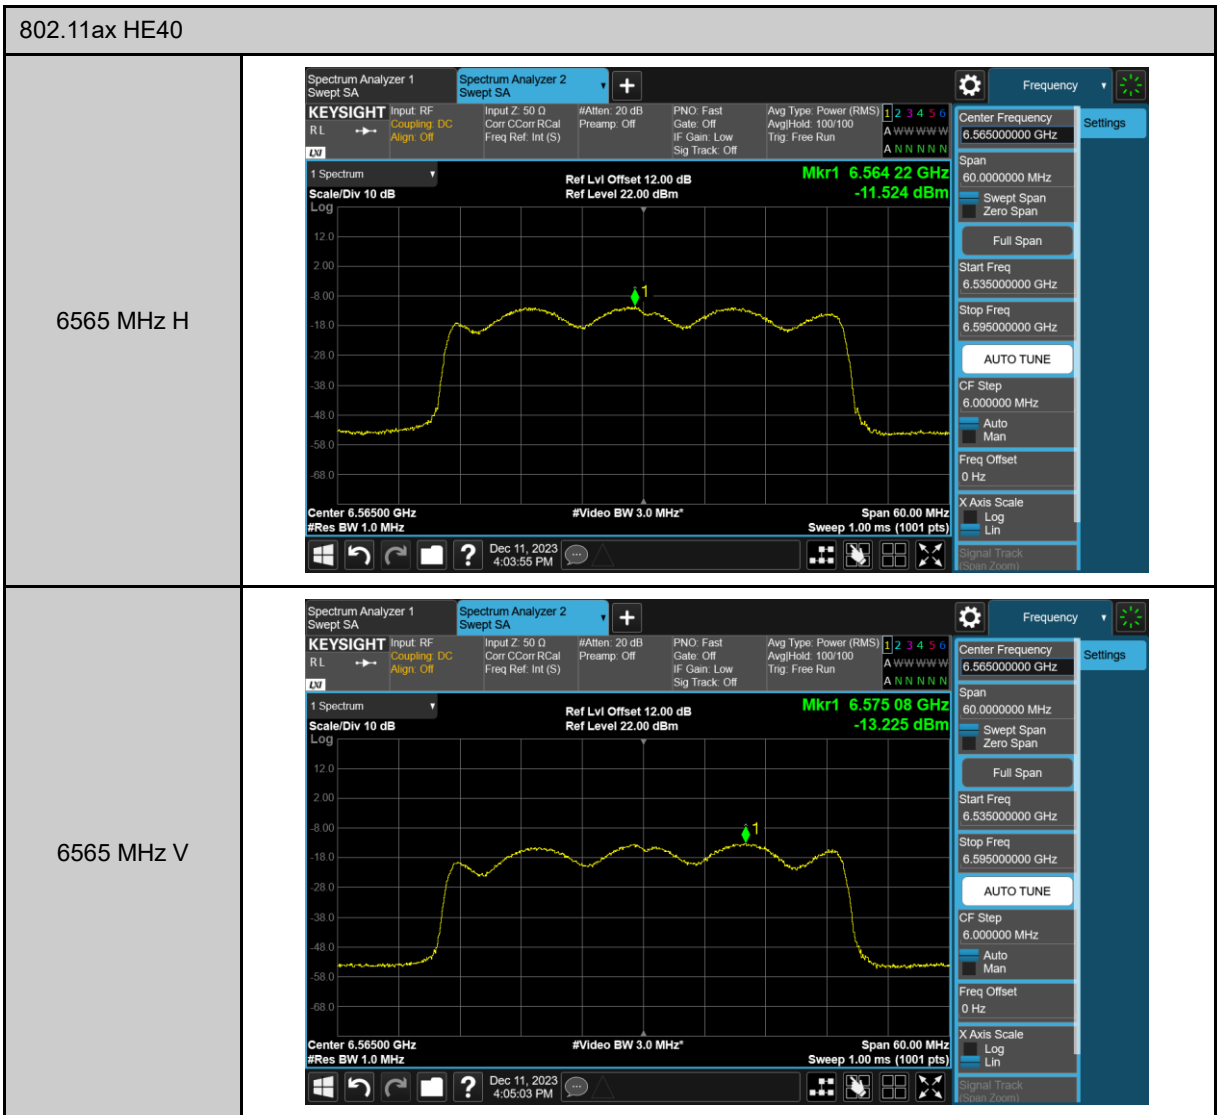 802.11ax HE40
6565 MHz H
Spectrum Analyzer 1
Swept SA
Spectrum Analyzer 2
Swept SA
Frequency
KEYSIGHT
RL
LXI
Input: RF
Coupling: DC
Align: Off
Input Z: 50 Ω
Corr CCorr RCal
Freq Ref: Int (S)
#Atten: 20 dB
Preamp: Off
PNO: Fast
Gate: Off
IF Gain: Low
Sig Track: Off
Avg Type: Power (RMS)
Avg|Hold: 100/100
Trig: Free Run
1 2 3 4 5 6
A W W W W W
A N N N N N
1 Spectrum
Scale/Div 10 dB
Log
Ref Lvl Offset 12.00 dB
Ref Level 22.00 dBm
Mkr1 6.564 22 GHz
-11.524 dBm
12.0
2.00
-8.00
-18.0
-28.0
-38.0
-48.0
-58.0
-68.0
1
Center 6.56500 GHz
#Res BW 1.0 MHz
#Video BW 3.0 MHz*
Span 60.00 MHz
Sweep 1.00 ms (1001 pts)
Dec 11, 2023
4:03:55 PM
Center Frequency
6.565000000 GHz
Settings
Span
60.0000000 MHz
Swept Span
Zero Span
Full Span
Start Freq
6.535000000 GHz
Stop Freq
6.595000000 GHz
AUTO TUNE
CF Step
6.000000 MHz
Auto
Man
Freq Offset
0 Hz
X Axis Scale
Log
Lin
Signal Track
(Span Zoom)
6565 MHz V
Spectrum Analyzer 1
Swept SA
Spectrum Analyzer 2
Swept SA
Frequency
KEYSIGHT
RL
LXI
Input: RF
Coupling: DC
Align: Off
Input Z: 50 Ω
Corr CCorr RCal
Freq Ref: Int (S)
#Atten: 20 dB
Preamp: Off
PNO: Fast
Gate: Off
IF Gain: Low
Sig Track: Off
Avg Type: Power (RMS)
Avg|Hold: 100/100
Trig: Free Run
1 2 3 4 5 6
A W W W W W
A N N N N N
1 Spectrum
Scale/Div 10 dB
Log
Ref Lvl Offset 12.00 dB
Ref Level 22.00 dBm
Mkr1 6.575 08 GHz
-13.225 dBm
12.0
2.00
-8.00
-18.0
-28.0
-38.0
-48.0
-58.0
-68.0
1
Center 6.56500 GHz
#Res BW 1.0 MHz
#Video BW 3.0 MHz*
Span 60.00 MHz
Sweep 1.00 ms (1001 pts)
Dec 11, 2023
4:05:03 PM
Center Frequency
6.565000000 GHz
Settings
Span
60.0000000 MHz
Swept Span
Zero Span
Full Span
Start Freq
6.535000000 GHz
Stop Freq
6.595000000 GHz
AUTO TUNE
CF Step
6.000000 MHz
Auto
Man
Freq Offset
0 Hz
X Axis Scale
Log
Lin
Signal Track
(Span Zoom)